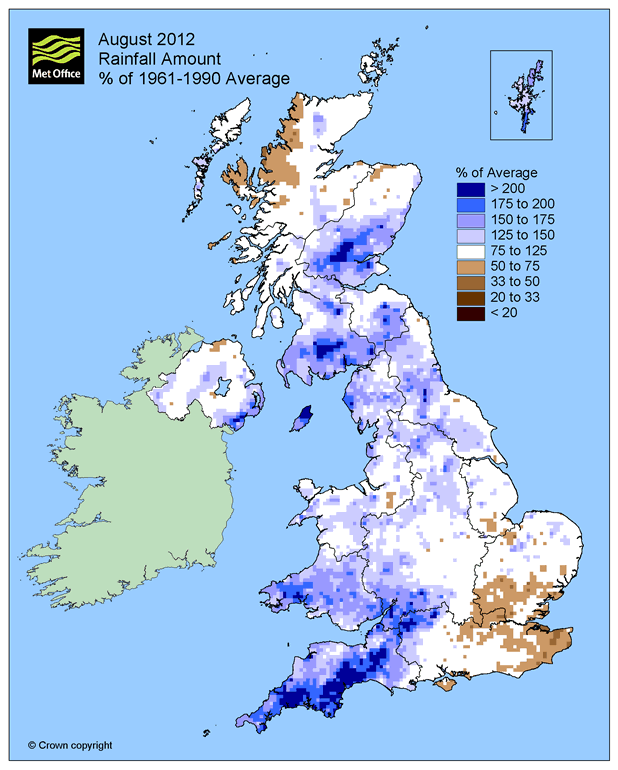 August 2012
Rainfall Amount
% of 1961-1990 Average
Met Office
% of Average
> 200
175 to 200
150 to 175
125 to 150
75 to 125
50 to 75
33 to 50
20 to 33
< 20
© Crown copyright